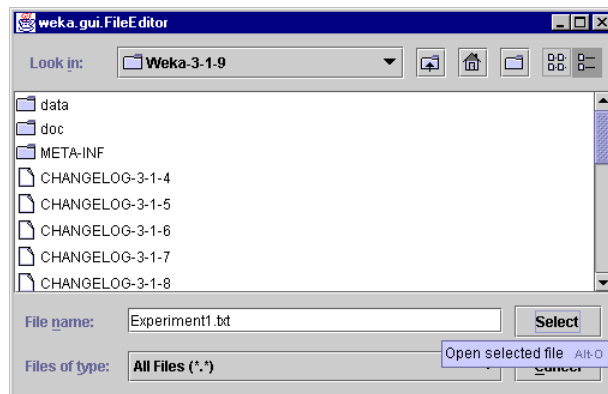 weka.gui.FileEditor
Look in: Weka-3-1-9
data
doc
META-INF
CHANGELOG-3-1-4
CHANGELOG-3-1-5
CHANGELOG-3-1-6
CHANGELOG-3-1-7
CHANGELOG-3-1-8
File name: Experiment1.txt Select
Open selected file Alt-O
Files of type: All Files (*.*) Cancel